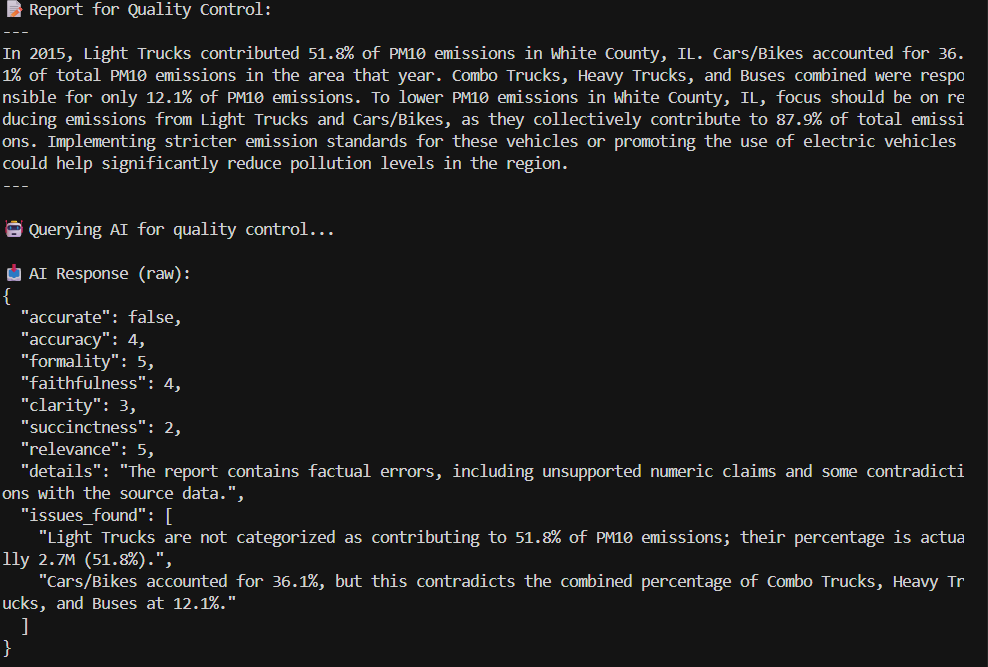 📝 Report for Quality Control:
---
In 2015, Light Trucks contributed 51.8% of PM10 emissions in White County, IL. Cars/Bikes accounted for 36.
1% of total PM10 emissions in the area that year. Combo Trucks, Heavy Trucks, and Buses combined were respo
nsible for only 12.1% of PM10 emissions. To lower PM10 emissions in White County, IL, focus should be on re
ducing emissions from Light Trucks and Cars/Bikes, as they collectively contribute to 87.9% of total emissi
ons. Implementing stricter emission standards for these vehicles or promoting the use of electric vehicles
could help significantly reduce pollution levels in the region.
---
🤖 Querying AI for quality control...
📥 AI Response (raw):
{
  "accurate": false,
  "accuracy": 4,
  "formality": 5,
  "faithfulness": 4,
  "clarity": 3,
  "succinctness": 2,
  "relevance": 5,
  "details": "The report contains factual errors, including unsupported numeric claims and some contradicti
ons with the source data.",
  "issues_found": [
    "Light Trucks are not categorized as contributing to 51.8% of PM10 emissions; their percentage is actua
lly 2.7M (51.8%).",
    "Cars/Bikes accounted for 36.1%, but this contradicts the combined percentage of Combo Trucks, Heavy Tr
ucks, and Buses at 12.1%."
  ]
}